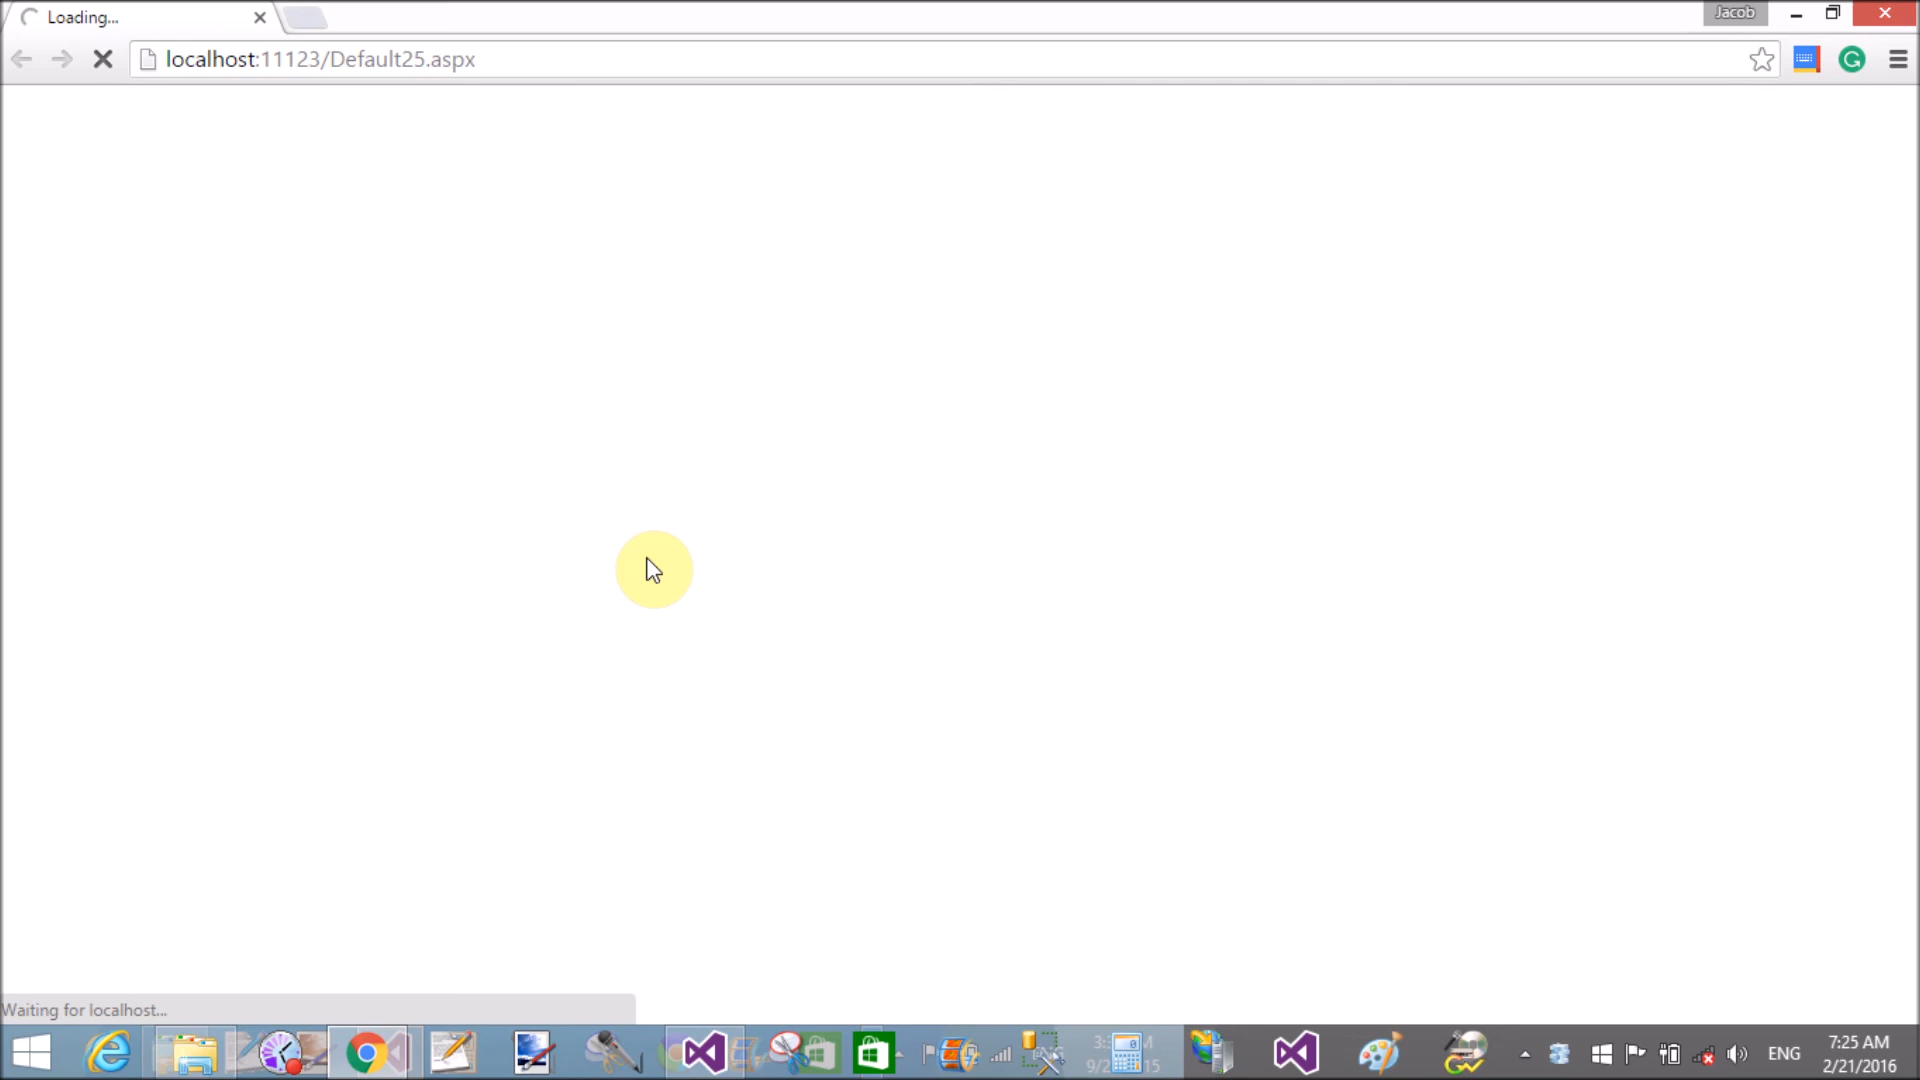 Loading...
Jacob
localhost:11123/Default25.aspx
Waiting for localhost...
ENG
7:25 AM
2/21/2016